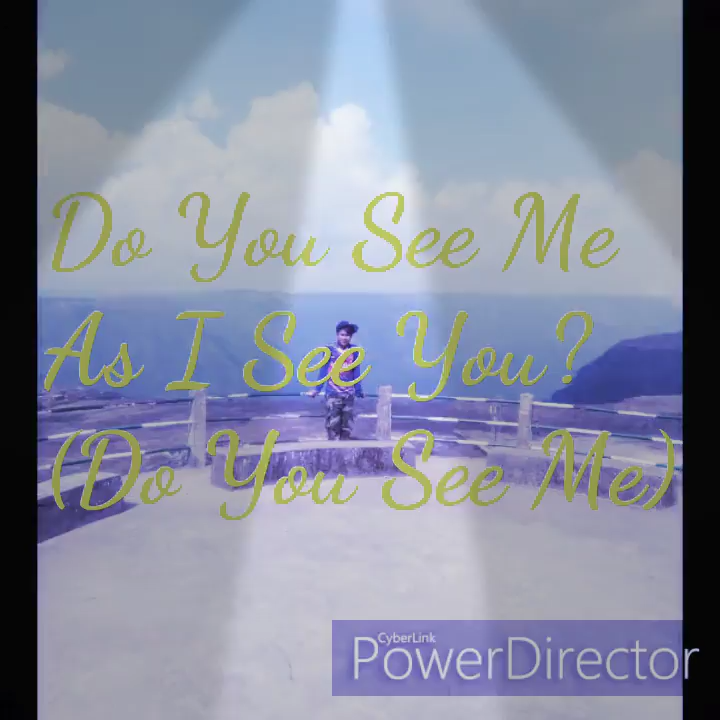 Do You See Me
As I See You?
(Do You See Me)
CyberLink
PowerDirector